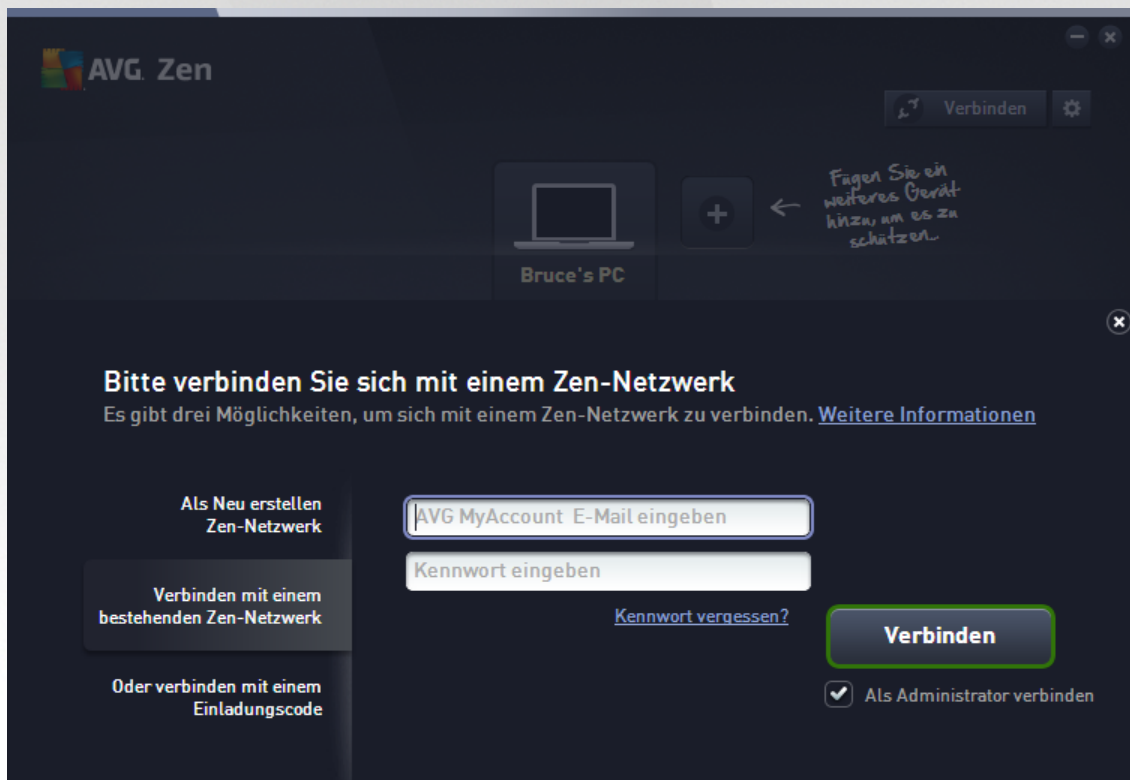 AVG. Zen
Verbinden
Fügen Sie ein
weiteres Gerät
hinzu, um es zu
schützen...
Bruce's PC
Bitte verbinden Sie sich mit einem Zen-Netzwerk
Es gibt drei Möglichkeiten, um sich mit einem Zen-Netzwerk zu verbinden. Weitere Informationen
Als Neu erstellen
Zen-Netzwerk
AVG MyAccount E-Mail eingeben
Verbinden mit einem
bestehenden Zen-Netzwerk
Kennwort eingeben
Kennwort vergessen?
Verbinden
Oder verbinden mit einem
Einladungscode
Als Administrator verbinden